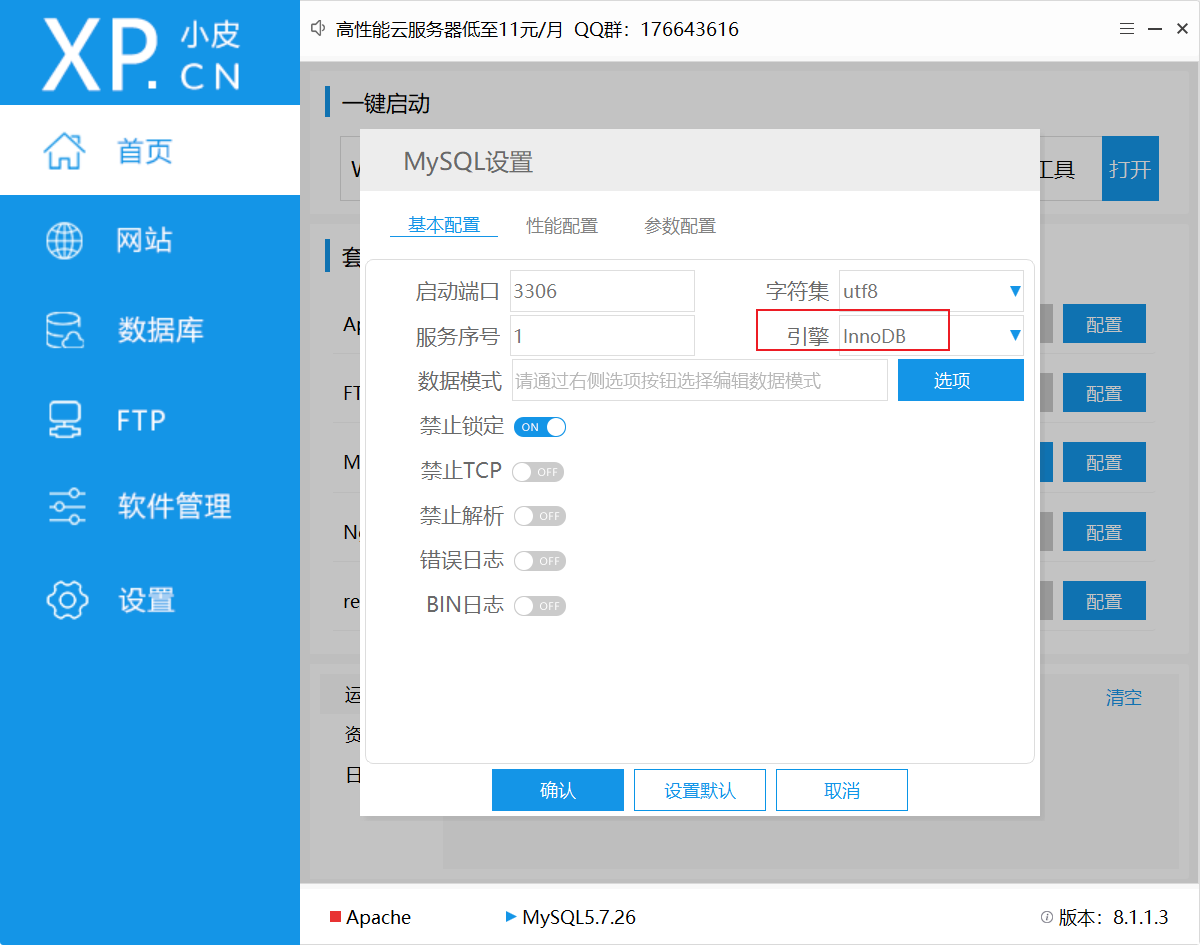 XP.CN 小皮
高性能云服务器低至11元/月 QQ群：176643616
首页
网站
数据库
FTP
软件管理
设置
一键启动
工具
打开
MySQL设置
基本配置 性能配置 参数配置
启动端口 3306 字符集 utf8
服务序号 1 引擎 InnoDB
数据模式 请通过右侧选项按钮选择编辑数据模式 选项
禁止锁定 ON
禁止TCP OFF
禁止解析 OFF
错误日志 OFF
BIN日志 OFF
确认 设置默认 取消
套
Ap
配置
FT
配置
M
配置
配置
re
配置
运
资
日
清空
Apache MySQL5.7.26 版本：8.1.1.3